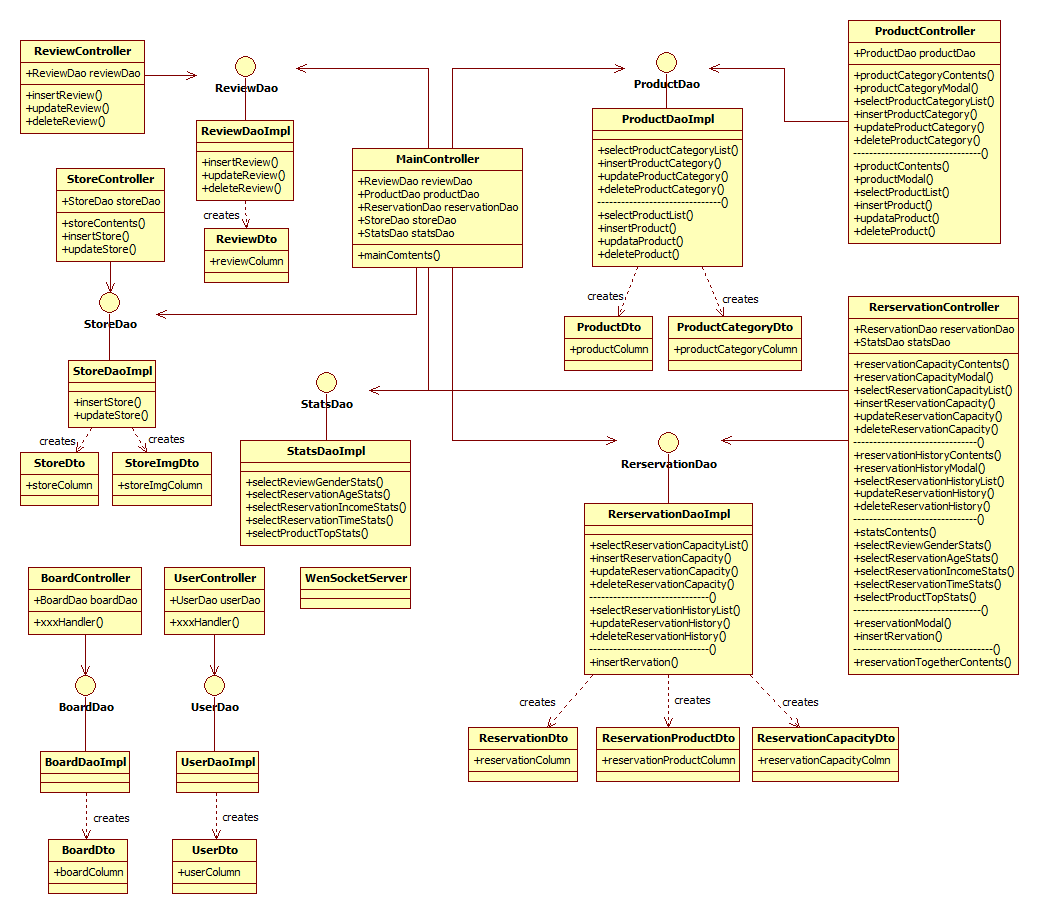 ReviewController
+ReviewDao reviewDao
+insertReview()
+updateReview()
+deleteReview()
ReviewDao
ReviewDaoImpl
+insertReview()
+updateReview()
+deleteReview()
creates
ReviewDto
+reviewColumn
StoreController
+StoreDao storeDao
+storeContents()
+insertStore()
+updateStore()
StoreDao
StoreDaoImpl
+insertStore()
+updateStore()
creates
creates
StoreDto
+storeColumn
StoreImgDto
+storeImgColumn
MainController
+ReviewDao reviewDao
+ProductDao productDao
+ReservationDao reservationDao
+StoreDao storeDao
+StatsDao statsDao
+mainComtents()
ProductDao
ProductDaoImpl
+selectProductCategoryList()
+insertProductCategory()
+updateProductCategory()
+deleteProductCategory()
-------------------------------()
+selectProductList()
+insertProduct()
+updataProduct()
+deleteProduct()
creates
creates
ProductDto
+productColumn
ProductCategoryDto
+productCategoryColumn
ProductController
+ProductDao productDao
+productCategoryContents()
+productCategoryModal()
+selectProductCategoryList()
+insertProductCategory()
+updateProductCategory()
+deleteProductCategory()
--------------------------------()
+productContents()
+productModal()
+selectProductList()
+insertProduct()
+updataProduct()
+deleteProduct()
StatsDao
StatsDaoImpl
+selectReviewGenderStats()
+selectReservationAgeStats()
+selectReservationIncomeStats()
+selectReservationTimeStats()
+selectProductTopStats()
RerservationDao
RerservationDaoImpl
+selectReservationCapacityList()
+insertReservationCapacity()
+updateReservationCapacity()
+deleteReservationCapacity()
------------------------------()
+selectReservationHistoryList()
+updateReservationHistory()
+deleteReservationHistory()
------------------------------()
+insertRervation()
creates
creates
creates
ReservationDto
+reservationColumn
ReservationProductDto
+reservationProductColumn
ReservationCapacityDto
+reservationCapacityColmn
RerservationController
+ReservationDao reservationDao
+StatsDao statsDao
+reservationCapacityContents()
+reservationCapacityModal()
+selectReservationCapacityList()
+insertReservationCapacity()
+updateReservationCapacity()
+deleteReservationCapacity()
-------------------------------()
+reservationHistoryContents()
+reservationHistoryModal()
+selectReservationHistoryList()
+updateReservationHistory()
+deleteReservationHistory()
-------------------------------()
+statsContents()
+selectReviewGenderStats()
+selectReservationAgeStats()
+selectReservationIncomeStats()
+selectReservationTimeStats()
+selectProductTopStats()
--------------------------------()
+reservationModal()
+insertRervation()
-----------------------------------()
+reservationTogetherContents()
BoardController
+BoardDao boardDao
+xxxHandler()
BoardDao
BoardDaoImpl
creates
BoardDto
+boardColumn
UserController
+UserDao userDao
+xxxHandler()
UserDao
UserDaoImpl
creates
UserDto
+userColumn
WenSocketServer